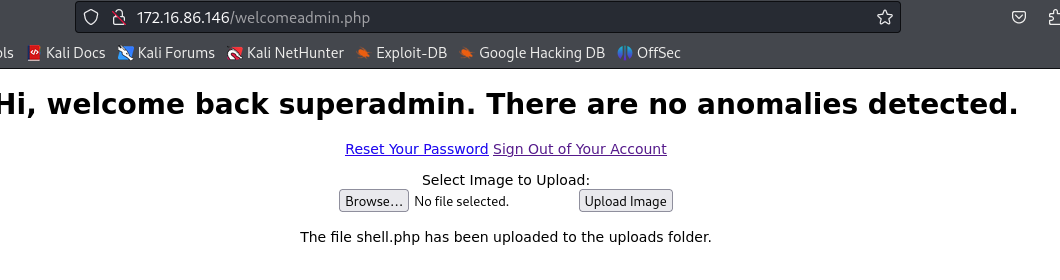 172.16.86.146/welcomeadmin.php
ols Kali Docs Kali Forums Kali NetHunter Exploit-DB Google Hacking DB OffSec
Hi, welcome back superadmin. There are no anomalies detected.
Reset Your Password Sign Out of Your Account
Select Image to Upload:
Browse... No file selected. Upload Image
The file shell.php has been uploaded to the uploads folder.